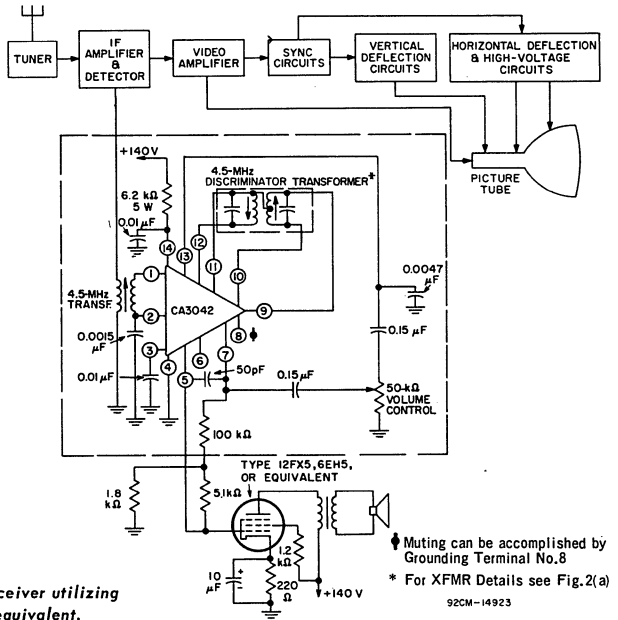 TUNER
IF
AMPLIFIER
&
DETECTOR
VIDEO
AMPLIFIER
SYNC
CIRCUITS
VERTICAL
DEFLECTION
CIRCUITS
HORIZONTAL DEFLECTION
& HIGH-VOLTAGE
CIRCUITS
PICTURE
TUBE
+140V
4.5-MHz
DISCRIMINATOR TRANSFORMER*
6.2 kΩ
5 W
0.01 µF
14
13
12
11
10
4.5-MHz
TRANSF.
1
2
3
4
5
6
7
8
9
CA3042
0.0015
µF
0.01 µF
50pF
0.15 µF
0.0047
µF
0.15 µF
50-kΩ
VOLUME
CONTROL
100 kΩ
TYPE 12FX5, 6EH5,
OR EQUIVALENT
1.8
kΩ
5.1kΩ
1.2
kΩ
10
µF
+
-
220
Ω
+140 V
Muting can be accomplished by
Grounding Terminal No.8
* For XFMR Details see Fig.2(a)
92CM-14923
ceiver utilizing
equivalent.